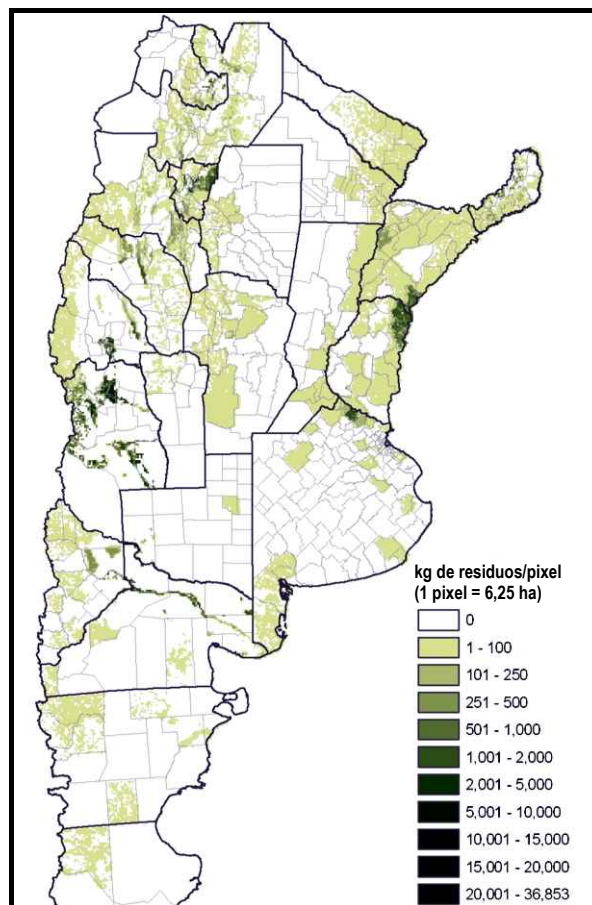 kg de residuos/pixel
(1 pixel = 6,25 ha)
0
1 - 100
101 - 250
251 - 500
501 - 1,000
1,001 - 2,000
2,001 - 5,000
5,001 - 10,000
10,001 - 15,000
15,001 - 20,000
20,001 - 36,853